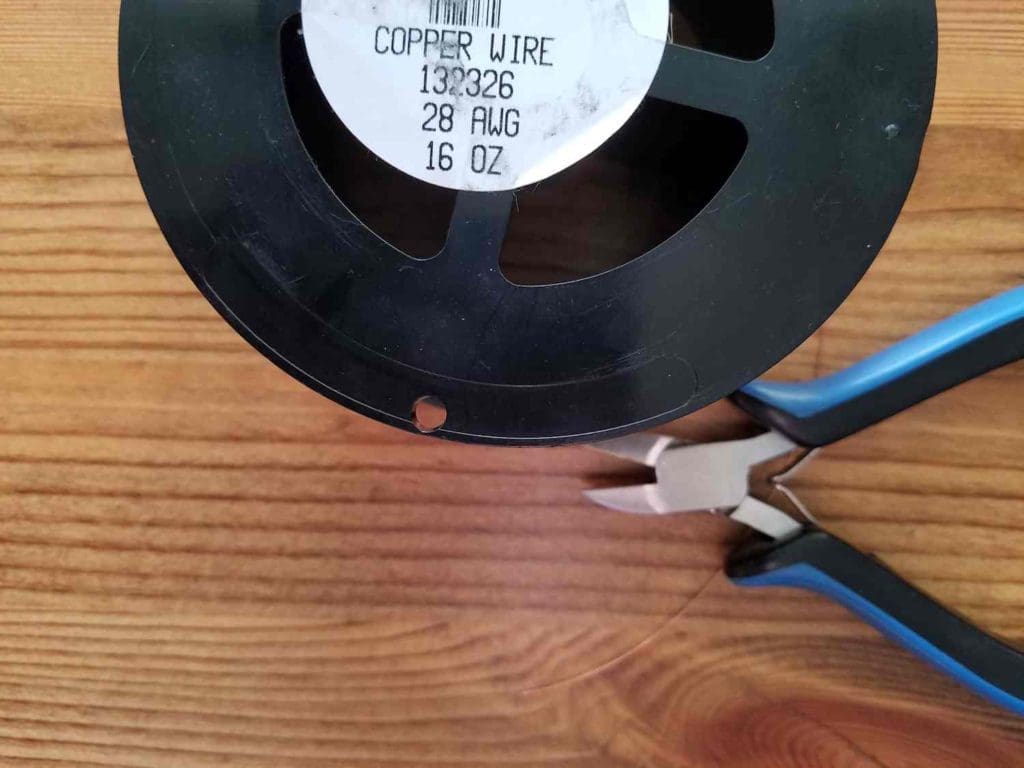 COPPER WIRE
132326
28 AWG
16 OZ